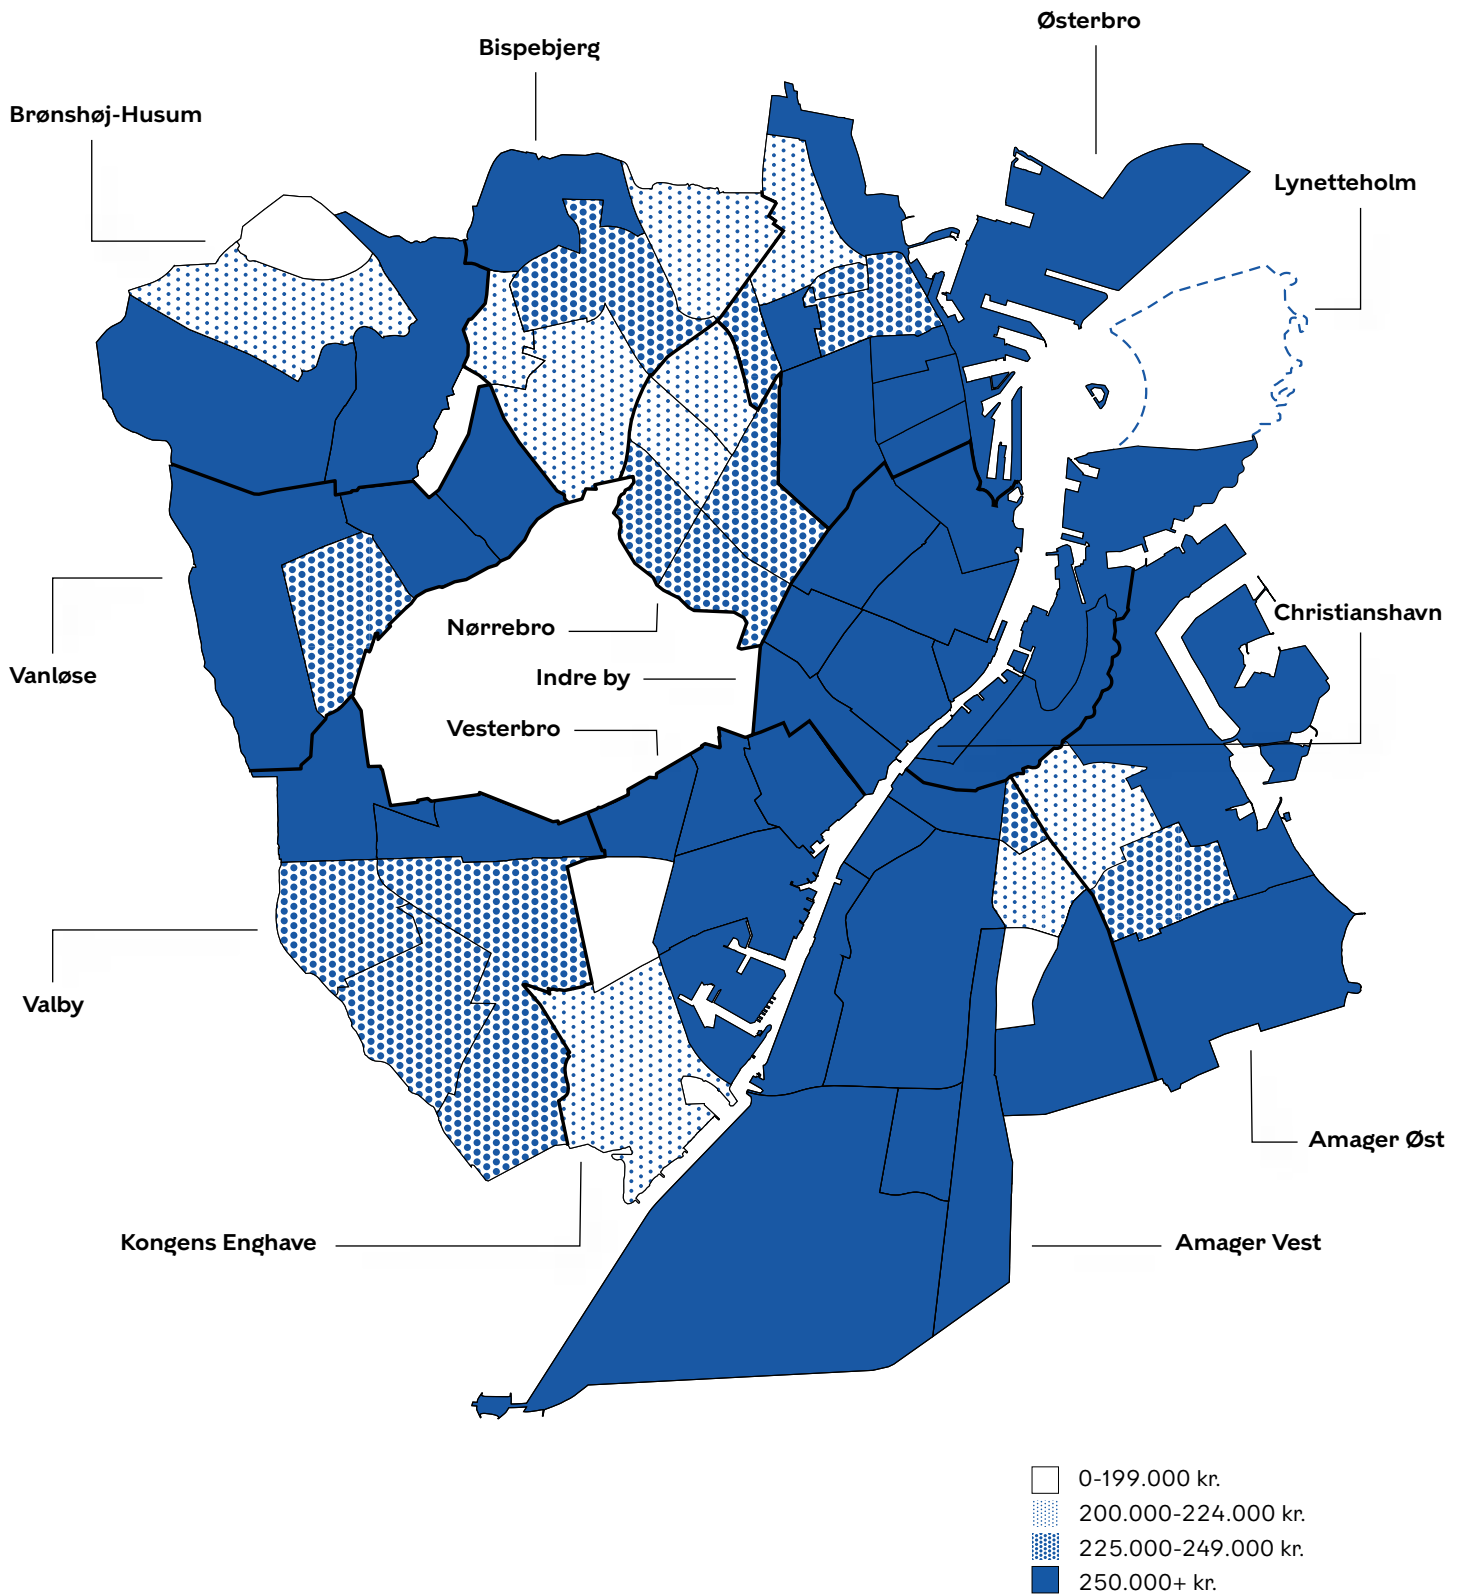 Østerbro
Bispebjerg
Brønshøj-Husum
Lynetteholm
Christianshavn
Nørrebro
Vanløse
Indre by
Vesterbro
Valby
Amager Øst
Kongens Enghave
Amager Vest
0-199.000 kr.
200.000-224.000 kr.
225.000-249.000 kr.
250.000+ kr.